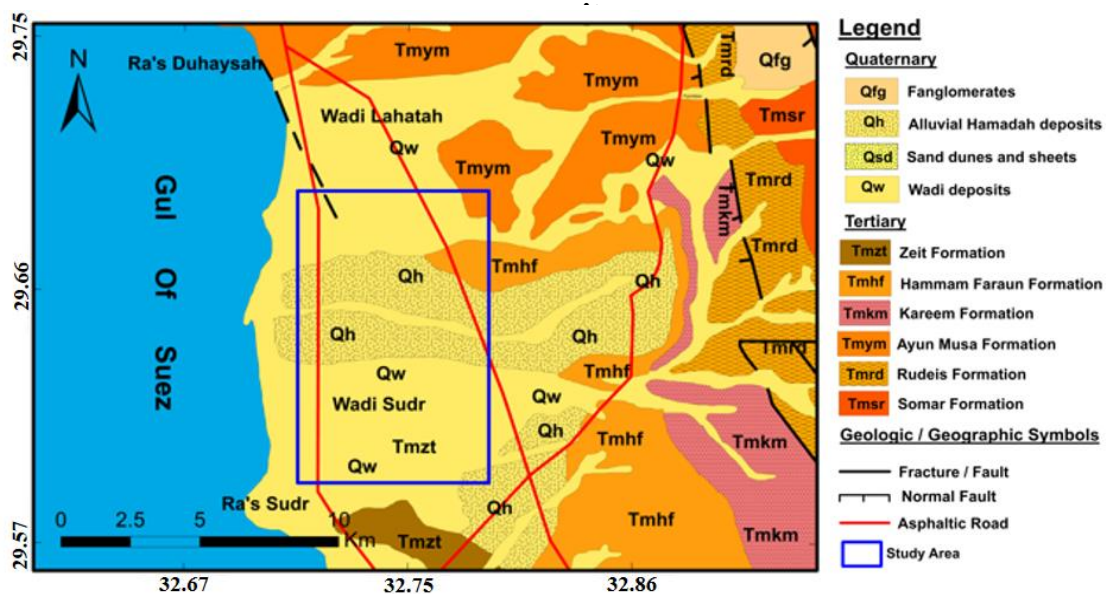 29.75
29.66
29.57
32.67
32.75
32.86
N
Ra's Duhaysah
Wadi Lahatah
Gul Of Suez
Tmym
Tmrd
Qfg
Tmym
Tmsr
Qw
Tmym
Tmym
Qw
Tmrd
Tmkm
Tmrd
Qh
Tmhf
Qh
Qh
Qh
Tmrd
Qw
Tmhf
Wadi Sudr
Qw
Tmzt
Qh
Tmhf
Tmkm
Qw
Ra's Sudr
Qh
Tmzt
Tmhf
Tmkm
0 2.5 5 10
Km
Legend
Quaternary
Qfg Fanglomerates
Qh Alluvial Hamadah deposits
Qsd Sand dunes and sheets
Qw Wadi deposits
Tertiary
Tmzt Zeit Formation
Tmhf Hammam Faraun Formation
Tmkm Kareem Formation
Tmym Ayun Musa Formation
Tmrd Rudeis Formation
Tmsr Somar Formation
Geologic / Geographic Symbols
Fracture / Fault
Normal Fault
Asphaltic Road
Study Area